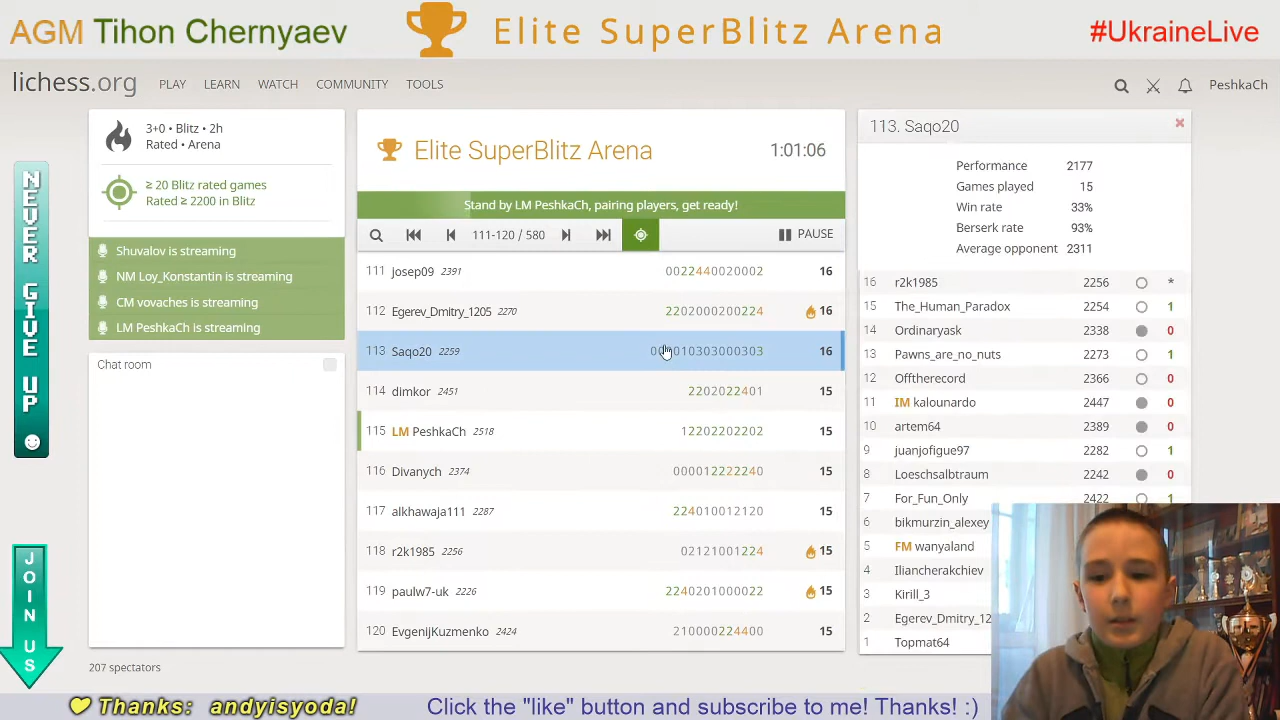 AGM Tihon Chernyaev
Elite SuperBlitz Arena
#UkraineLive
lichess.org
PLAY LEARN WATCH COMMUNITY TOOLS
PeshkaCh
NEVER GIVE UP
JOIN US
3+0 • Blitz • 2h
Rated • Arena
≥ 20 Blitz rated games
Rated ≥ 2200 in Blitz
Shuvalov is streaming
NM Loy_Konstantin is streaming
CM vovaches is streaming
LM PeshkaCh is streaming
Chat room
207 spectators
Elite SuperBlitz Arena 1:01:06
Stand by LM PeshkaCh, pairing players, get ready!
111-120 / 580 PAUSE
111 josep09 2391 00224400020002 16
112 Egerev_Dmitry_1205 2270 2202000200224 16
113 Saqo20 2259 010303000303 16
114 dimkor 2451 2202022401 15
115 LM PeshkaCh 2518 12202202202 15
116 Divanych 2374 000012222240 15
117 alkhawaja111 2287 224010012120 15
118 r2k1985 2256 02121001224 15
119 paulw7-uk 2226 2240201000022 15
120 EvgenijKuzmenko 2424 210000224400 15
113. Saqo20
Performance 2177
Games played 15
Win rate 33%
Berserk rate 93%
Average opponent 2311
16 r2k1985 2256 *
15 The_Human_Paradox 2254 1
14 Ordinaryask 2338 0
13 Pawns_are_no_nuts 2273 1
12 Offtherecord 2366 0
11 IM kalounardo 2447 0
10 artem64 2389 0
9 juanjofigue97 2282 1
8 Loeschsalbtraum 2242 0
7 For_Fun_Only 2422 1
6 bikmurzin_alexey
5 FM wanyaland
4 Iliancherakchiev
3 Kirill_3
2 Egerev_Dmitry_12
1 Topmat64
Thanks: andyisyoda!
Click the "like" button and subscribe to me! Thanks! :)